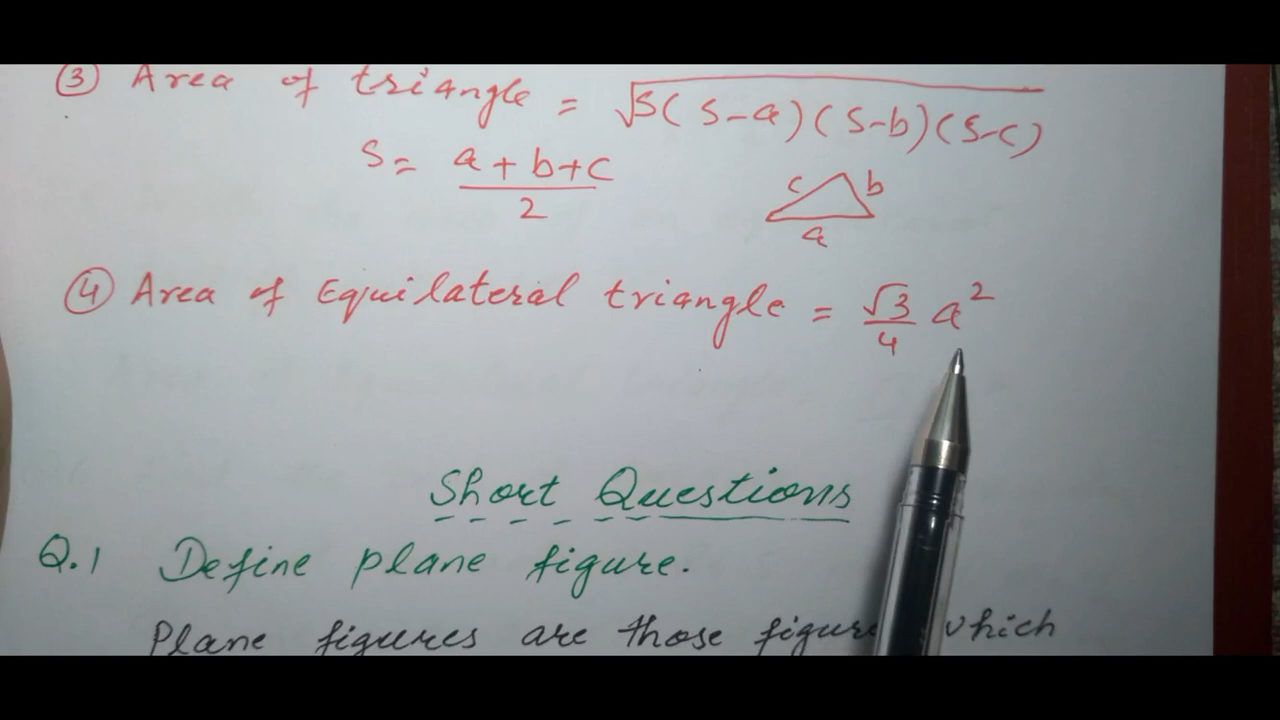 ③ Area of triangle = √S(S-a)(S-b)(S-c)
S = a+b+c/2
c b
a
④ Area of Equilateral triangle = √3/4 a²
Short Questions
Q.1 Define plane figure.
Plane figures are those figure which